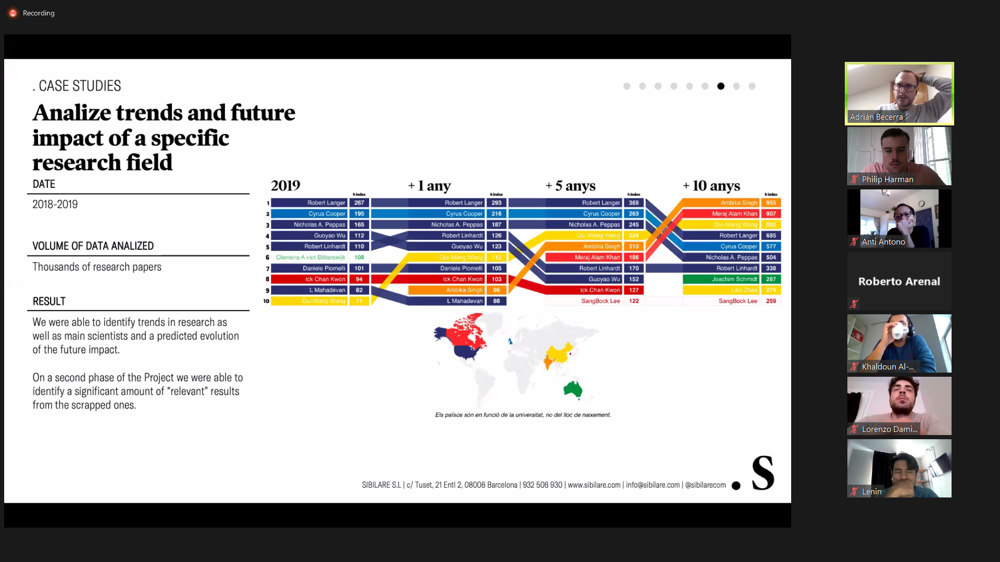 Recording
. CASE STUDIES
Analize trends and future
impact of a specific
research field
DATE
2018-2019
VOLUME OF DATA ANALIZED
Thousands of research papers
RESULT
We were able to identify trends in research as
well as main scientists and a predicted evolution
of the future impact.
On a second phase of the Project we were able to
identify a significant amount of “relevant” results
from the scrapped ones.
2019
h index
1 Robert Langer 267
2 Cyrus Cooper 195
3 Nicholas A. Peppas 165
4 Guoyao Wu 112
5 Robert Linhardt 110
6 Clemens A van Blitterswijk 108
7 Daniele Piomelli 101
8 Ick Chan Kwon 94
9 L Mahadevan 82
10 Qiu-Wang Wang 71
+ 1 any
h index
Robert Langer 293
Cyrus Cooper 216
Nicholas A. Peppas 187
Robert Linhardt 126
Guoyao Wu 123
Qiu-Wang Wang 112
Daniele Piomelli 105
Ick Chan Kwon 103
Ambika Singh 96
L Mahadevan 88
+ 5 anys
h index
Robert Langer 369
Cyrus Cooper 263
Nicholas A. Peppas 245
Qiu-Wang Wang 224
Ambika Singh 213
Meraj Alam Khan 186
Robert Linhardt 170
Guoyao Wu 152
Ick Chan Kwon 127
SangBock Lee 122
+ 10 anys
h index
Ambika Singh 955
Meraj Alam Khan 907
Qiu-Wang Wang 852
Robert Langer 695
Cyrus Cooper 577
Nicholas A. Peppas 504
Robert Linhardt 338
Joachim Schmidt 287
Libo Zhao 279
SangBock Lee 259
Els països són en funció de la universitat, no del lloc de naixement.
SIBILARE S.L | c/ Tuset, 21 Entl 2, 08006 Barcelona | 932 506 930 | www.sibilare.com | info@sibilare.com | @sibilarecom
.S
Adrián Becerra
Philip Harman
Anti Antono
Roberto Arenal
Khaldoun Al-...
Lorenzo Dami...
Lenin